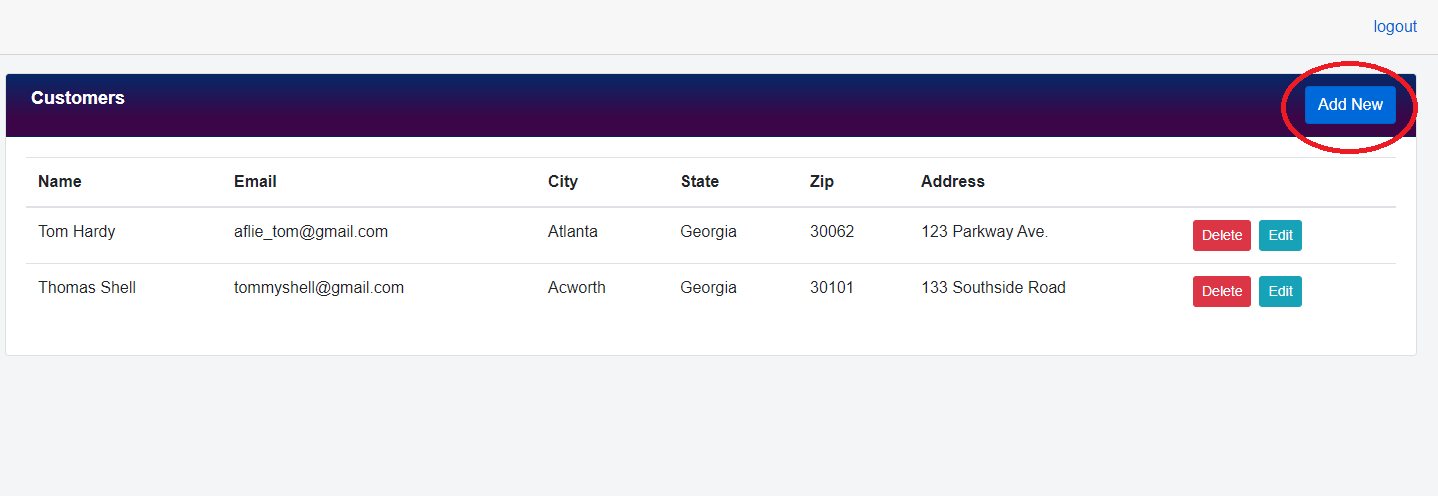 logout
Customers Add New
Name Email City State Zip Address
Tom Hardy aflie_tom@gmail.com Atlanta Georgia 30062 123 Parkway Ave. Delete Edit
Thomas Shell tommyshell@gmail.com Acworth Georgia 30101 133 Southside Road Delete Edit